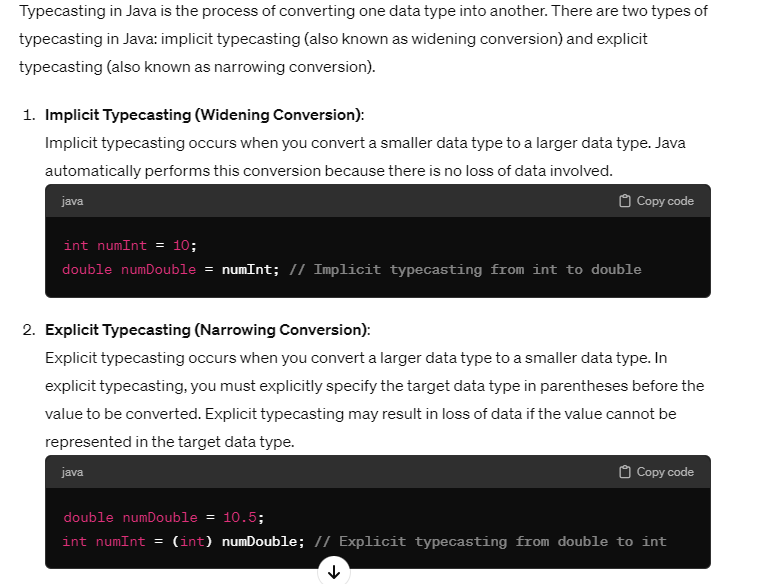 Typecasting in Java is the process of converting one data type into another. There are two types of
typecasting in Java: implicit typecasting (also known as widening conversion) and explicit
typecasting (also known as narrowing conversion).
1. Implicit Typecasting (Widening Conversion):
Implicit typecasting occurs when you convert a smaller data type to a larger data type. Java
automatically performs this conversion because there is no loss of data involved.
java Copy code
int numInt = 10;
double numDouble = numInt; // Implicit typecasting from int to double
2. Explicit Typecasting (Narrowing Conversion):
Explicit typecasting occurs when you convert a larger data type to a smaller data type. In
explicit typecasting, you must explicitly specify the target data type in parentheses before the
value to be converted. Explicit typecasting may result in loss of data if the value cannot be
represented in the target data type.
java Copy code
double numDouble = 10.5;
int numInt = (int) numDouble; // Explicit typecasting from double to int